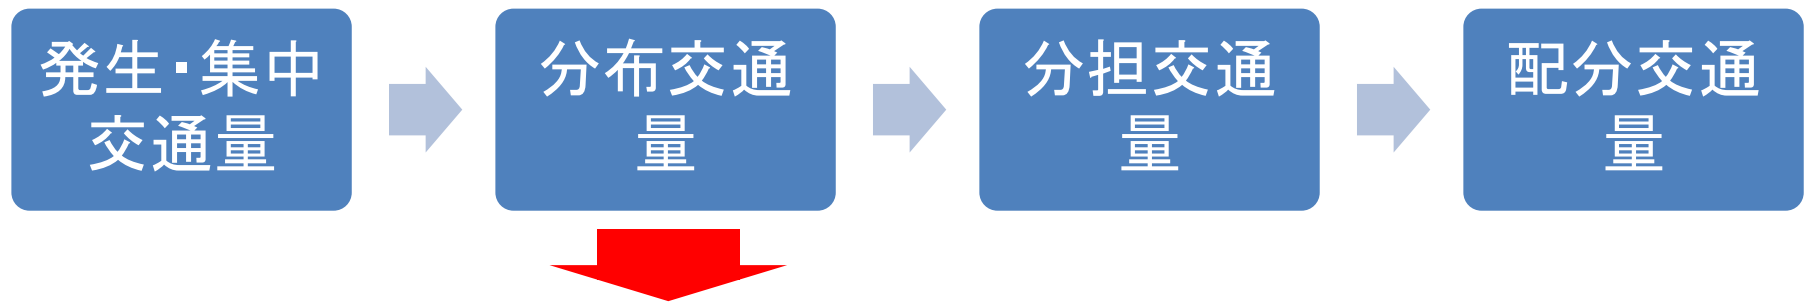 発生・集中
交通量
分布交通
量
分担交通
量
配分交通
量